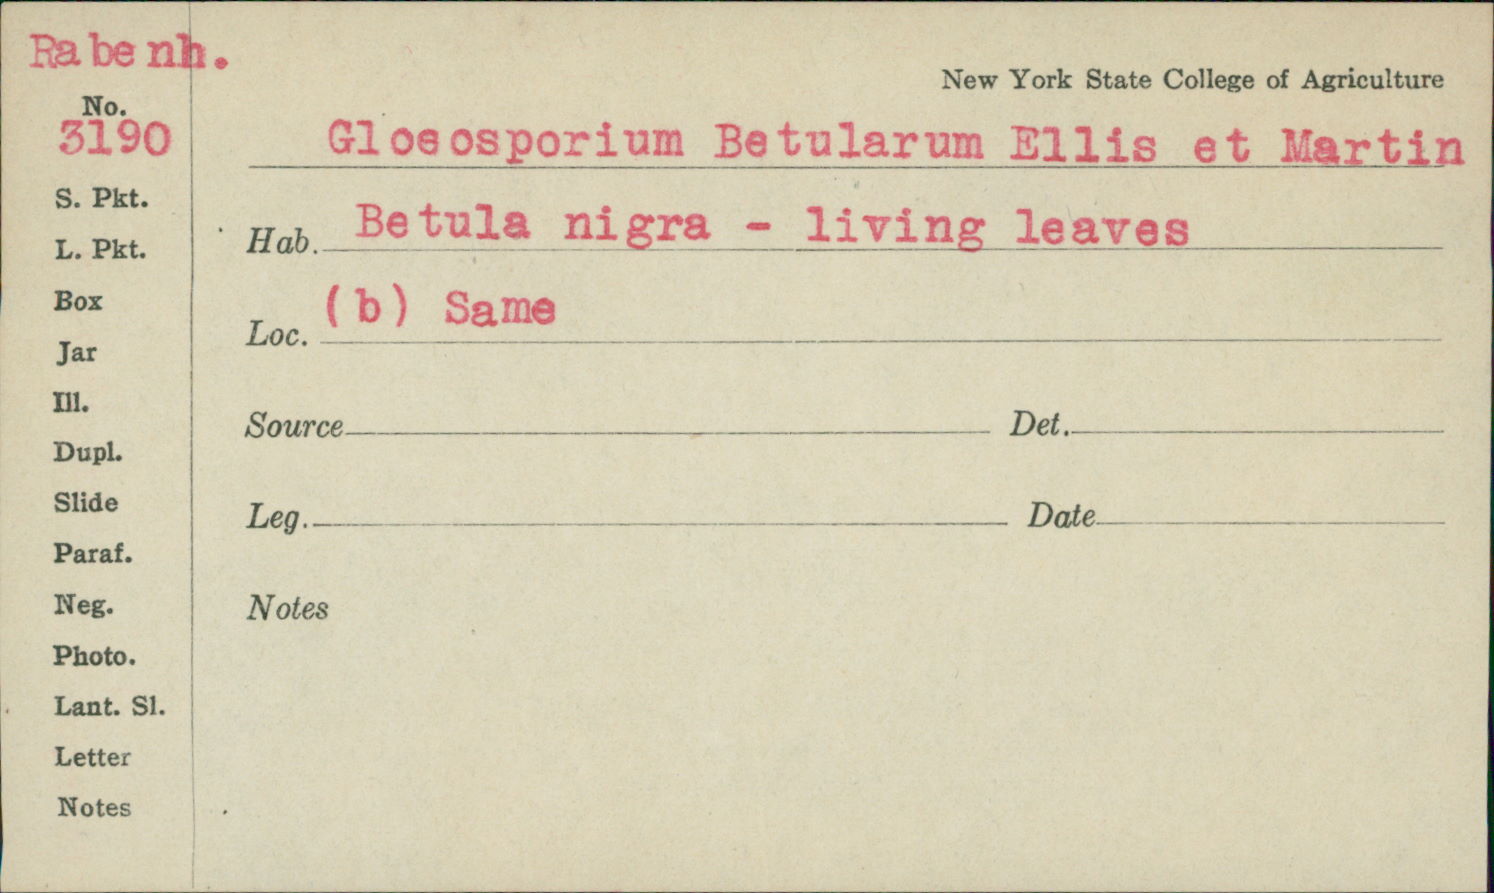 Rabenh.
New York State College of Agriculture
No.
3190
Gloeosporium Betularum Ellis et Martin
S. Pkt.
Hab. Betula nigra - living leaves
L. Pkt.
Box
Loc. (b) Same
Jar
Ill.
Source Det.
Dupl.
Slide
Leg. Date
Paraf.
Neg.
Notes
Photo.
Lant. Sl.
Letter
Notes